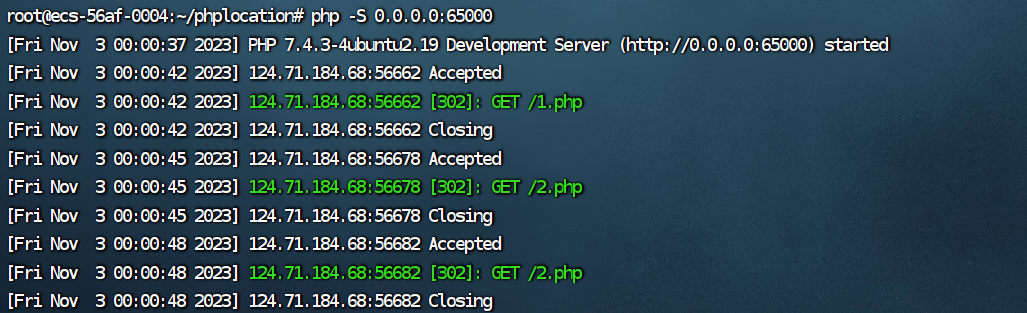 root@ecs-56af-0004:~/phplocation# php -S 0.0.0.0:65000
[Fri Nov  3 00:00:37 2023] PHP 7.4.3-4ubuntu2.19 Development Server (http://0.0.0.0:65000) started
[Fri Nov  3 00:00:42 2023] 124.71.184.68:56662 Accepted
[Fri Nov  3 00:00:42 2023] 124.71.184.68:56662 [302]: GET /1.php
[Fri Nov  3 00:00:42 2023] 124.71.184.68:56662 Closing
[Fri Nov  3 00:00:45 2023] 124.71.184.68:56678 Accepted
[Fri Nov  3 00:00:45 2023] 124.71.184.68:56678 [302]: GET /2.php
[Fri Nov  3 00:00:45 2023] 124.71.184.68:56678 Closing
[Fri Nov  3 00:00:48 2023] 124.71.184.68:56682 Accepted
[Fri Nov  3 00:00:48 2023] 124.71.184.68:56682 [302]: GET /2.php
[Fri Nov  3 00:00:48 2023] 124.71.184.68:56682 Closing